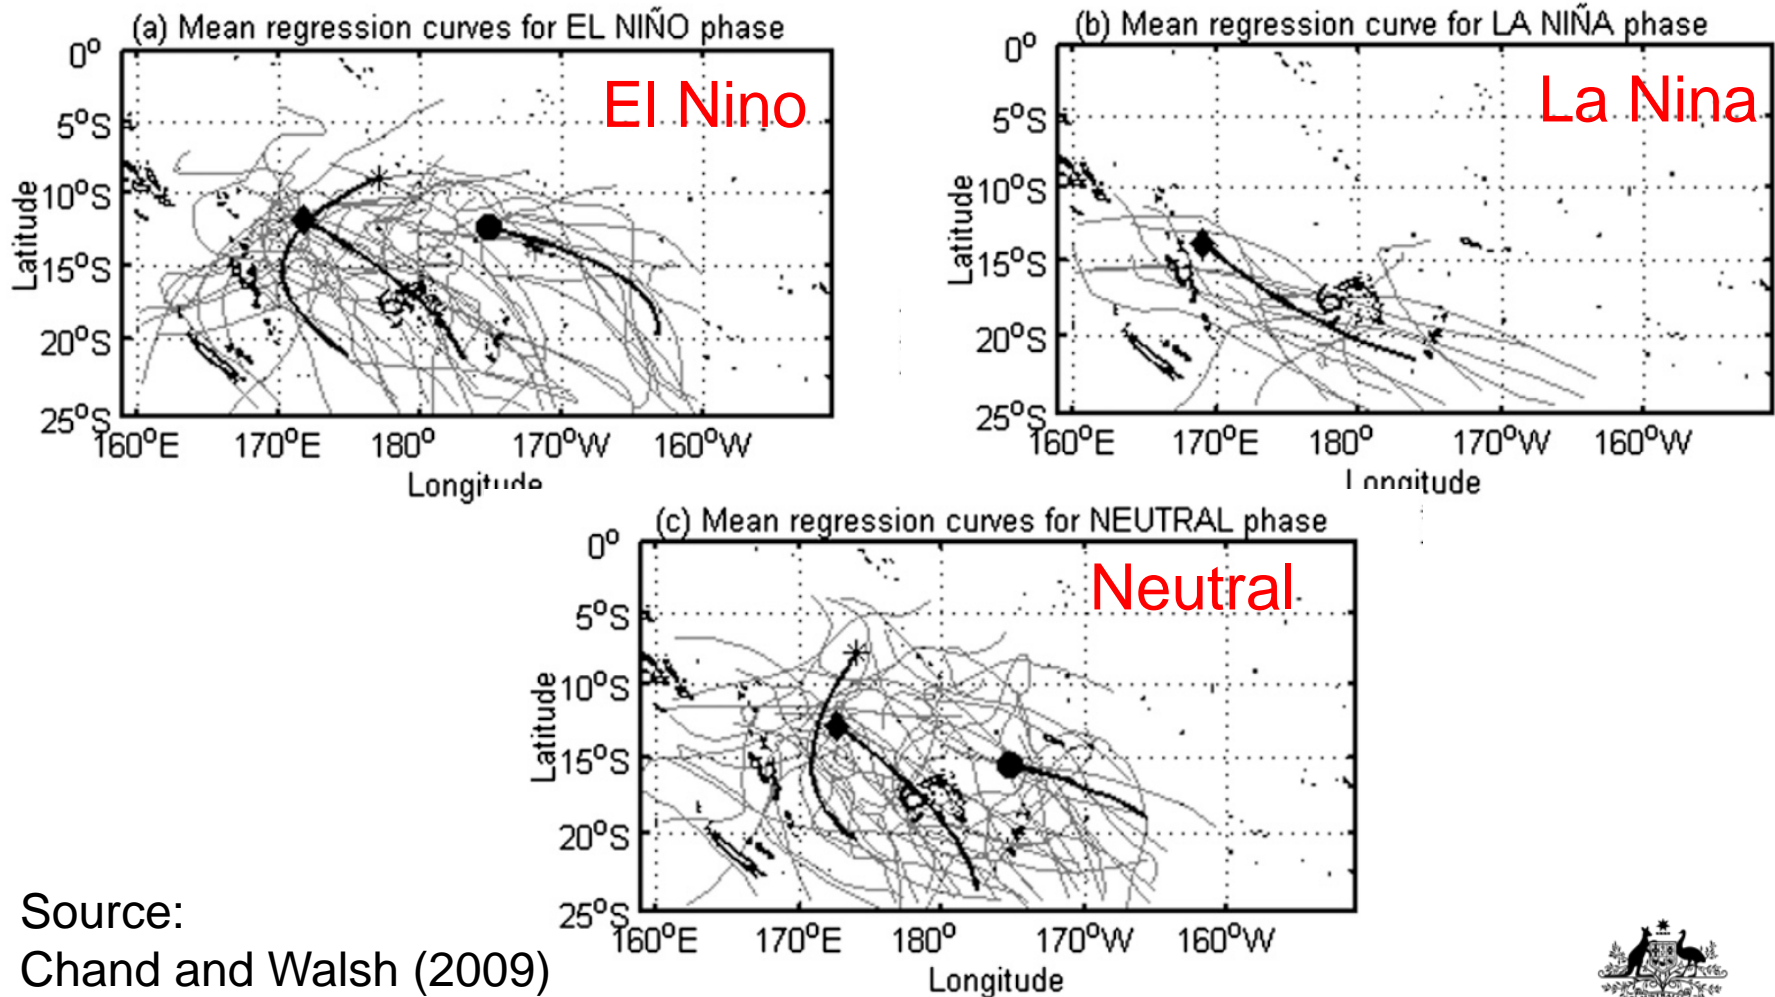 (a) Mean regression curves for EL NIÑO phase
El Nino
0°
5°S
10°S
15°S
20°S
25°S
Latitude
160°E 170°E 180° 170°W 160°W
Longitude
(b) Mean regression curve for LA NIÑA phase
La Nina
0°
5°S
10°S
15°S
20°S
25°S
Latitude
160°E 170°E 180° 170°W 160°W
Longitude
(c) Mean regression curves for NEUTRAL phase
Neutral
0°
5°S
10°S
15°S
20°S
25°S
Latitude
160°E 170°E 180° 170°W 160°W
Longitude
Source:
Chand and Walsh (2009)